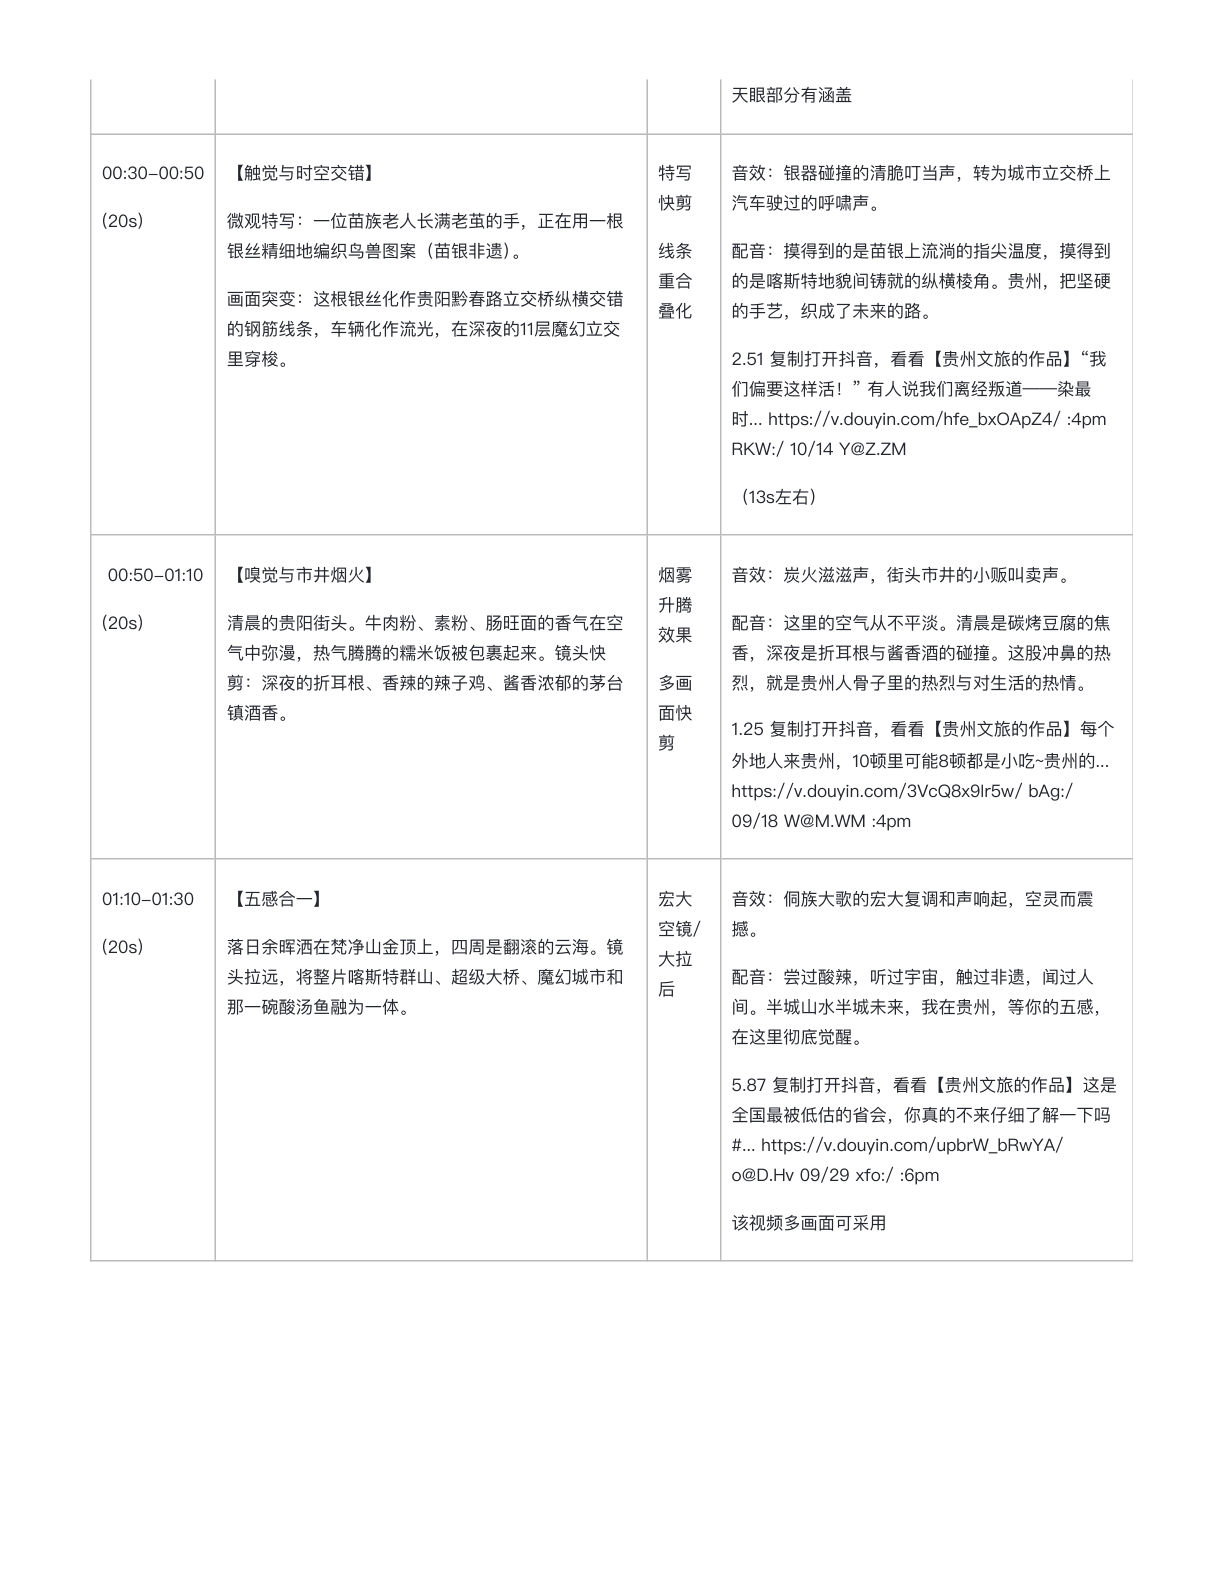 天眼部分有涵盖
00:30–00:50
(20s)
【触觉与时空交错】
微观特写：一位苗族老人长满老茧的手，正在用一根
银丝精细地编织鸟兽图案（苗银非遗）。
画面突变：这根银丝化作贵阳黔春路立交桥纵横交错
的钢筋线条，车辆化作流光，在深夜的11层魔幻立交
里穿梭。
特写
快剪
线条
重合
叠化
音效：银器碰撞的清脆叮当声，转为城市立交桥上
汽车驶过的呼啸声。
配音：摸得到的是苗银上流淌的指尖温度，摸得到
的是喀斯特地貌间铸就的纵横棱角。贵州，把坚硬
的手艺，织成了未来的路。
2.51 复制打开抖音，看看【贵州文旅的作品】“我
们偏要这样活！” 有人说我们离经叛道——染最
时... https://v.douyin.com/hfe_bxOApZ4/ :4pm
RKW:/ 10/14 Y@Z.ZM
（13s左右）
00:50–01:10
(20s)
【嗅觉与市井烟火】
清晨的贵阳街头。牛肉粉、素粉、肠旺面的香气在空
气中弥漫，热气腾腾的糯米饭被包裹起来。镜头快
剪：深夜的折耳根、香辣的辣子鸡、酱香浓郁的茅台
镇酒香。
烟雾
升腾
效果
多画
面快
剪
音效：炭火滋滋声，街头市井的小贩叫卖声。
配音：这里的空气从不平淡。清晨是碳烤豆腐的焦
香，深夜是折耳根与酱香酒的碰撞。这股冲鼻的热
烈，就是贵州人骨子里的热烈与对生活的热情。
1.25 复制打开抖音，看看【贵州文旅的作品】每个
外地人来贵州，10顿里可能8顿都是小吃~贵州的...
https://v.douyin.com/3VcQ8x9Ir5w/ bAg:/
09/18 W@M.WM :4pm
01:10–01:30
(20s)
【五感合一】
落日余晖洒在梵净山金顶上，四周是翻滚的云海。镜
头拉远，将整片喀斯特群山、超级大桥、魔幻城市和
那一碗酸汤鱼融为一体。
宏大
空镜/
大拉
后
音效：侗族大歌的宏大复调和声响起，空灵而震
撼。
配音：尝过酸辣，听过宇宙，触过非遗，闻过人
间。半城山水半城未来，我在贵州，等你的五感，
在这里彻底觉醒。
5.87 复制打开抖音，看看【贵州文旅的作品】这是
全国最被低估的省会，你真的不来仔细了解一下吗
#... https://v.douyin.com/upbrW_bRwYA/
o@D.Hv 09/29 xfo:/ :6pm
该视频多画面可采用